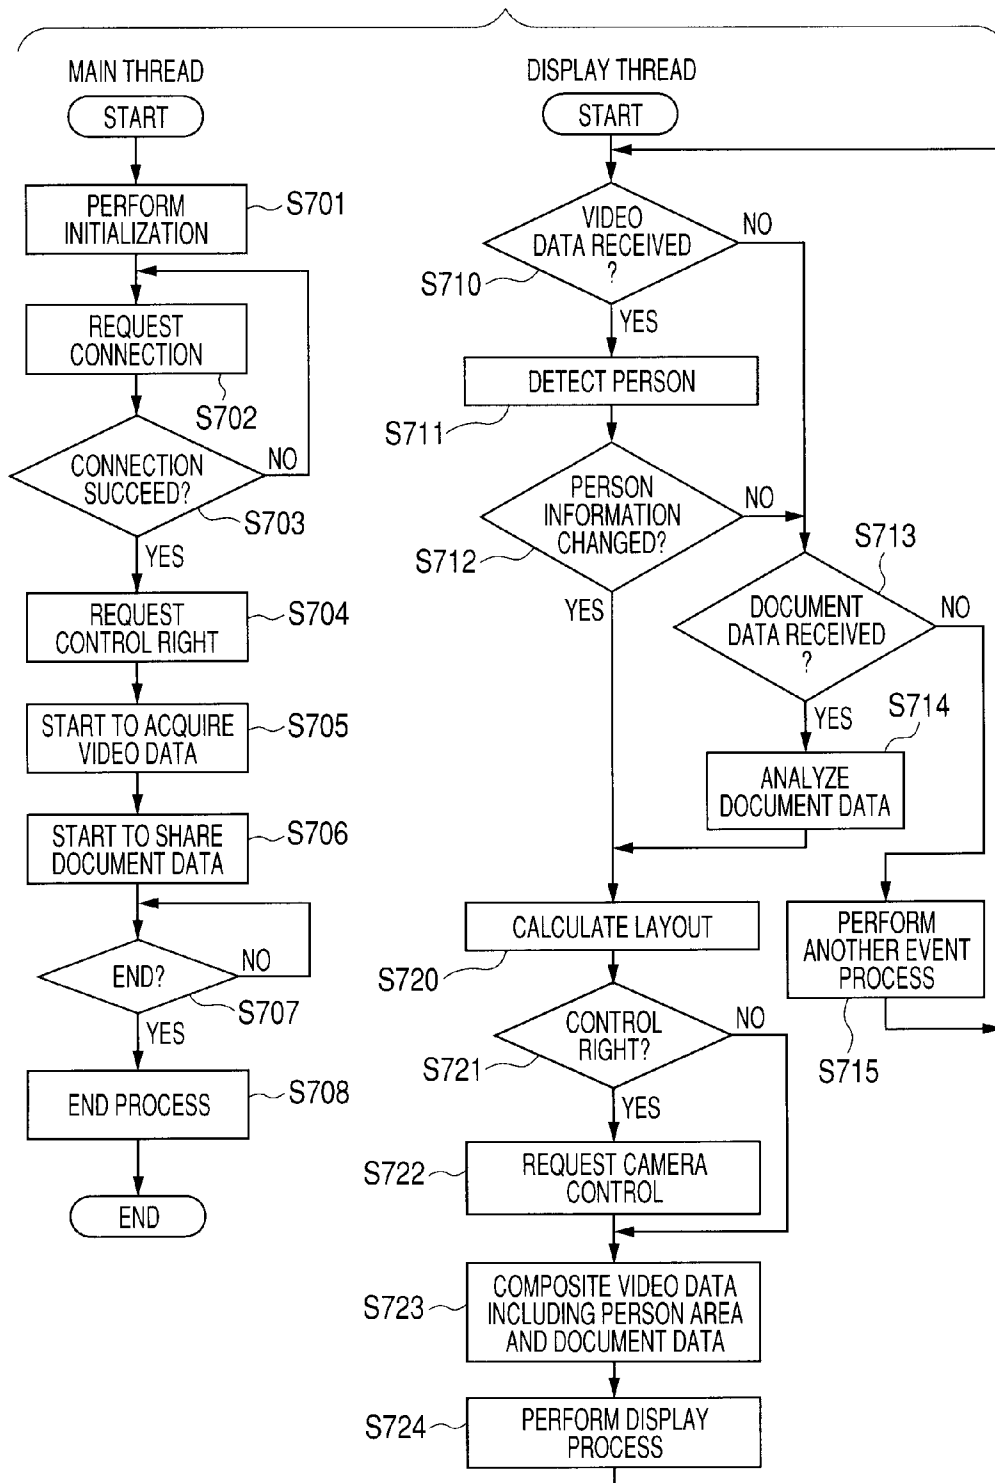 MAIN THREAD
START
PERFORM
INITIALIZATION
S701
REQUEST
CONNECTION
S702
CONNECTION
SUCCEED?
NO
S703
YES
REQUEST
CONTROL RIGHT
S704
START TO ACQUIRE
VIDEO DATA
S705
START TO SHARE
DOCUMENT DATA
S706
END?
NO
S707
YES
END PROCESS
S708
END
DISPLAY THREAD
START
VIDEO
DATA RECEIVED
?
NO
S710
YES
DETECT PERSON
S711
PERSON
INFORMATION
CHANGED?
NO
S712
YES
S713
DOCUMENT
DATA RECEIVED
?
NO
YES
S714
ANALYZE
DOCUMENT DATA
PERFORM
ANOTHER EVENT
PROCESS
S715
CALCULATE LAYOUT
S720
CONTROL
RIGHT?
NO
S721
YES
S722
REQUEST CAMERA
CONTROL
S723
COMPOSITE VIDEO DATA
INCLUDING PERSON AREA
AND DOCUMENT DATA
S724
PERFORM DISPLAY
PROCESS